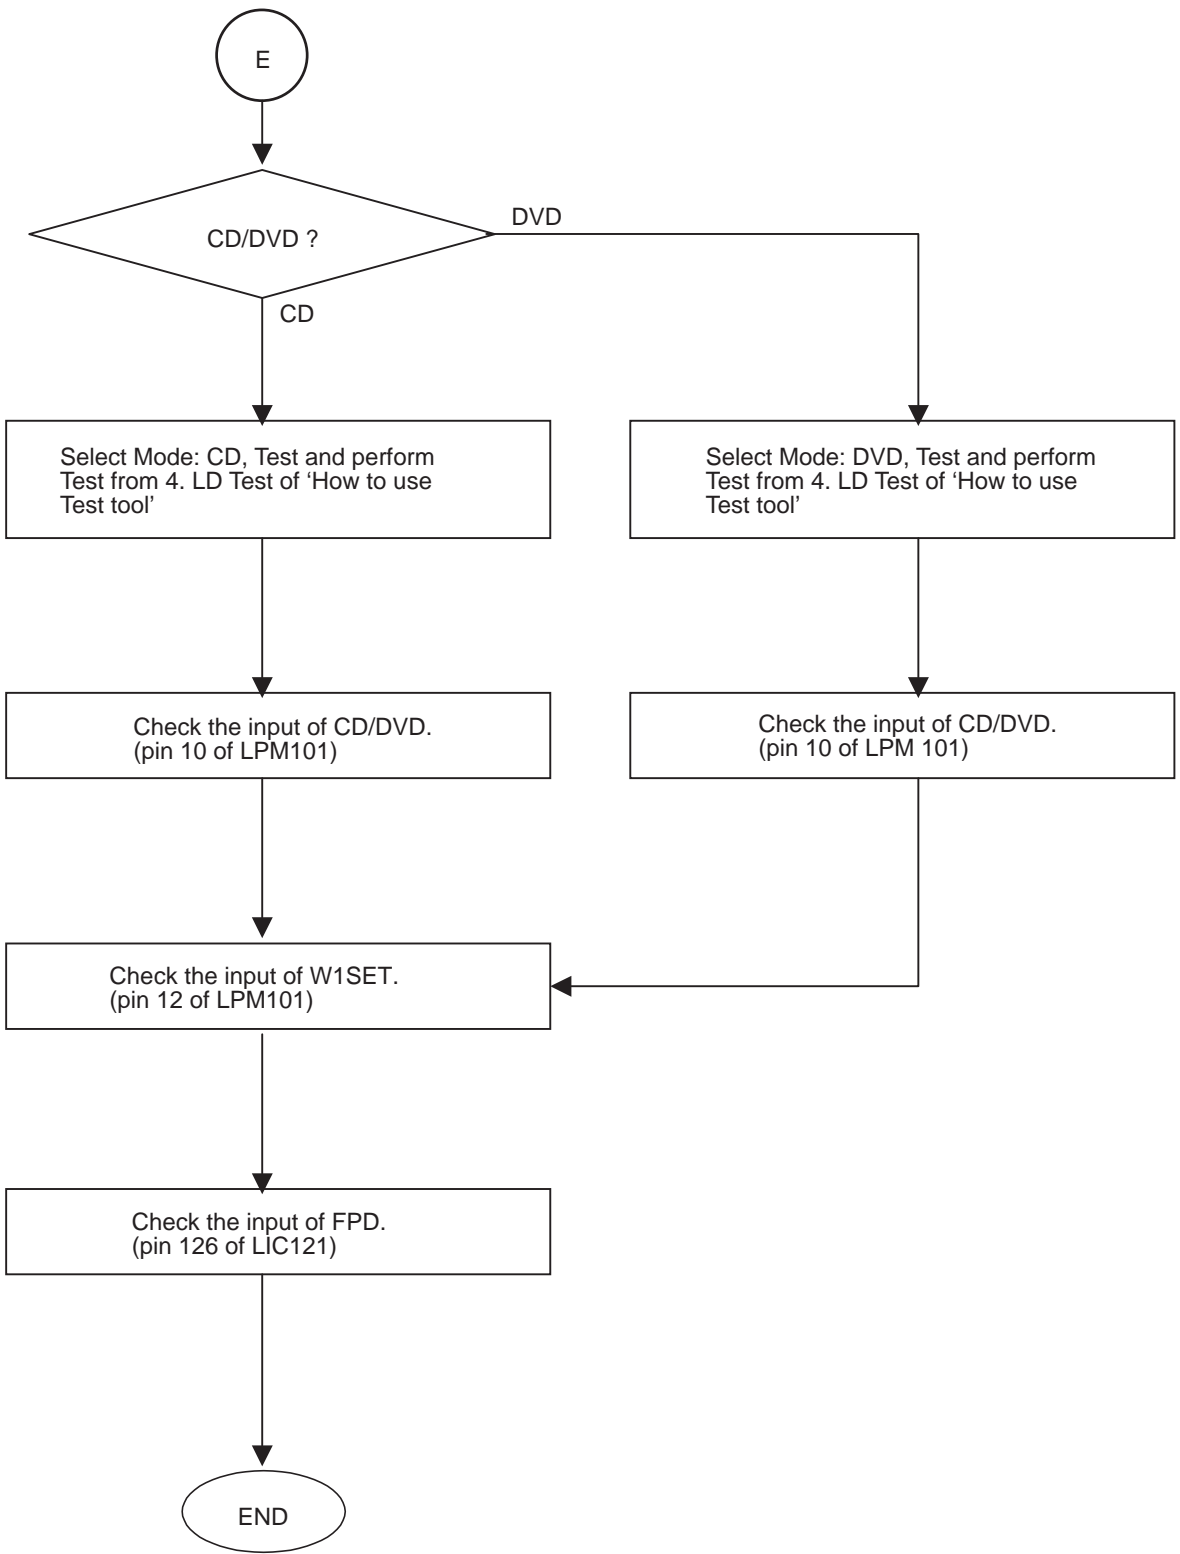 E
CD/DVD ?
DVD
CD
Select Mode: CD, Test and perform
Test from 4. LD Test of ‘How to use
Test tool’
Select Mode: DVD, Test and perform
Test from 4. LD Test of ‘How to use
Test tool’
Check the input of CD/DVD.
(pin 10 of LPM101)
Check the input of CD/DVD.
(pin 10 of LPM 101)
Check the input of W1SET.
(pin 12 of LPM101)
Check the input of FPD.
(pin 126 of LIC121)
END